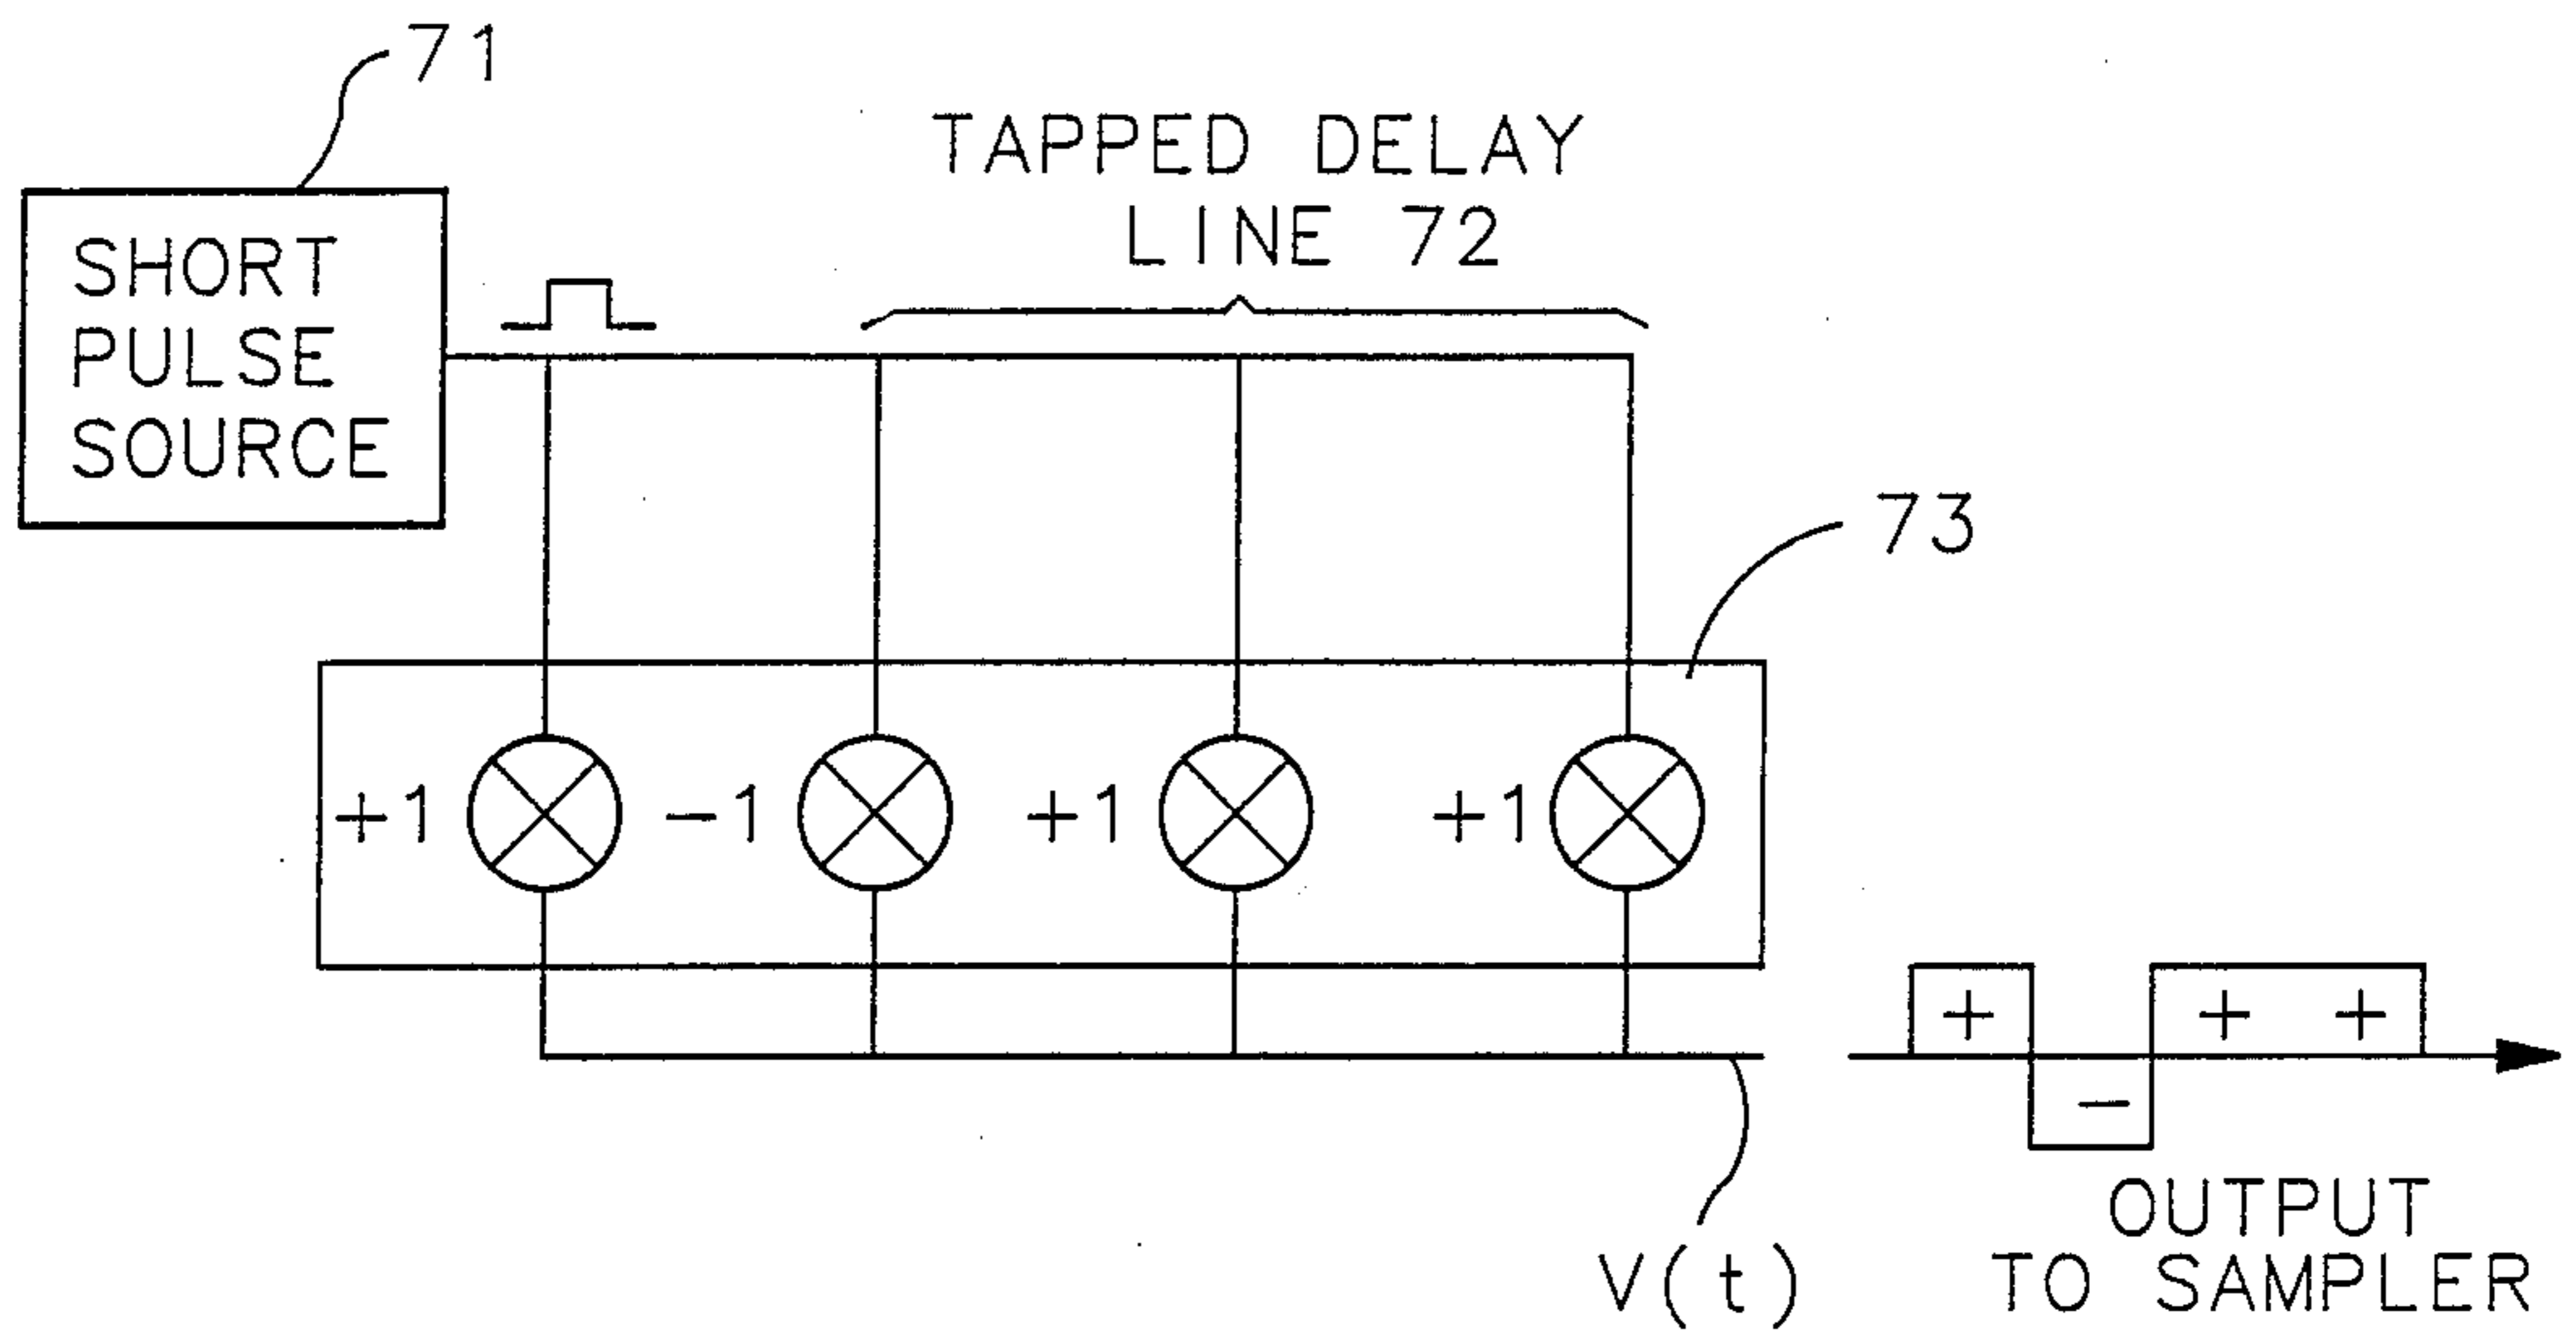 71
TAPPED DELAY
LINE 72
SHORT
PULSE
SOURCE
73
+1 -1 +1 +1
+ + +
-
V(t)
OUTPUT
TO SAMPLER